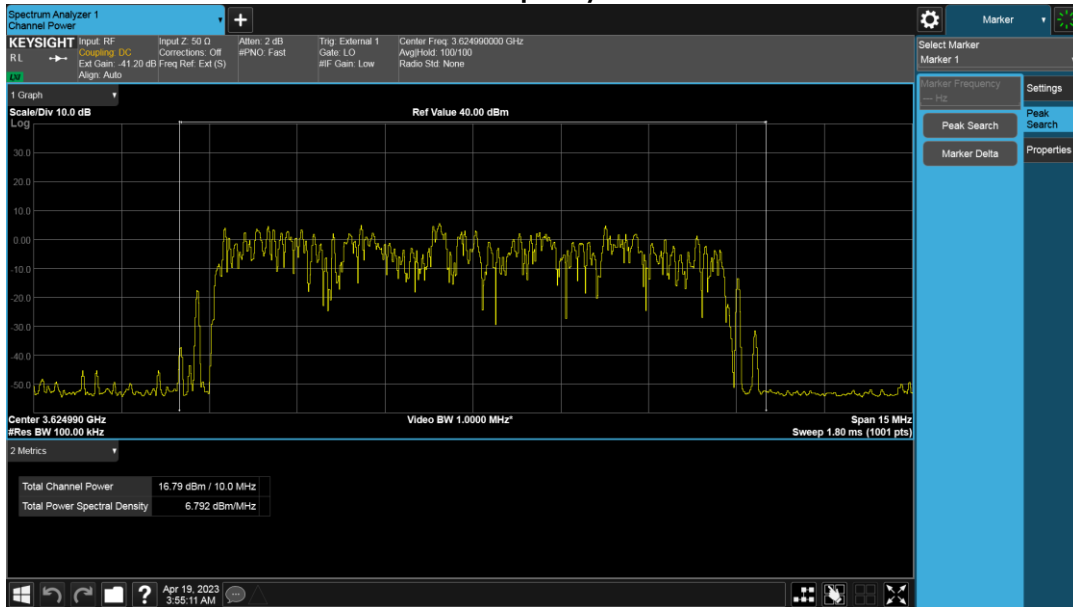 Spectrum Analyzer 1
Channel Power
+
Marker
KEYSIGHT
RL
Input: RF
Coupling: DC
Ext Gain: -41.20 dB
Align: Auto
Input Z: 50 Ω
Corrections: Off
Freq Ref: Ext (S)
Atten: 2 dB
#PNO: Fast
Trig: External 1
Gate: LO
#IF Gain: Low
Center Freq: 3.624990000 GHz
Avg|Hold: 100/100
Radio Std: None
Select Marker
Marker 1
Marker Frequency
--- Hz
Peak Search
Marker Delta
Settings
Peak
Search
Properties
1 Graph
Scale/Div 10.0 dB
Ref Value 40.00 dBm
Log
30.0
20.0
10.0
0.00
-10.0
-20.0
-30.0
-40.0
-50.0
Center 3.624990 GHz
Video BW 1.0000 MHz*
Span 15 MHz
#Res BW 100.00 kHz
Sweep 1.80 ms (1001 pts)
2 Metrics
Total Channel Power 16.79 dBm / 10.0 MHz
Total Power Spectral Density 6.792 dBm/MHz
?
Apr 19, 2023
3:55:11 AM